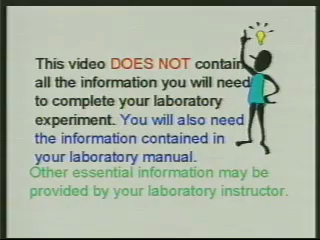 This video DOES NOT contain
all the information you will need
to complete your laboratory
experiment. You will also need
the information contained in
your laboratory manual.
Other essential information may be
provided by your laboratory instructor.